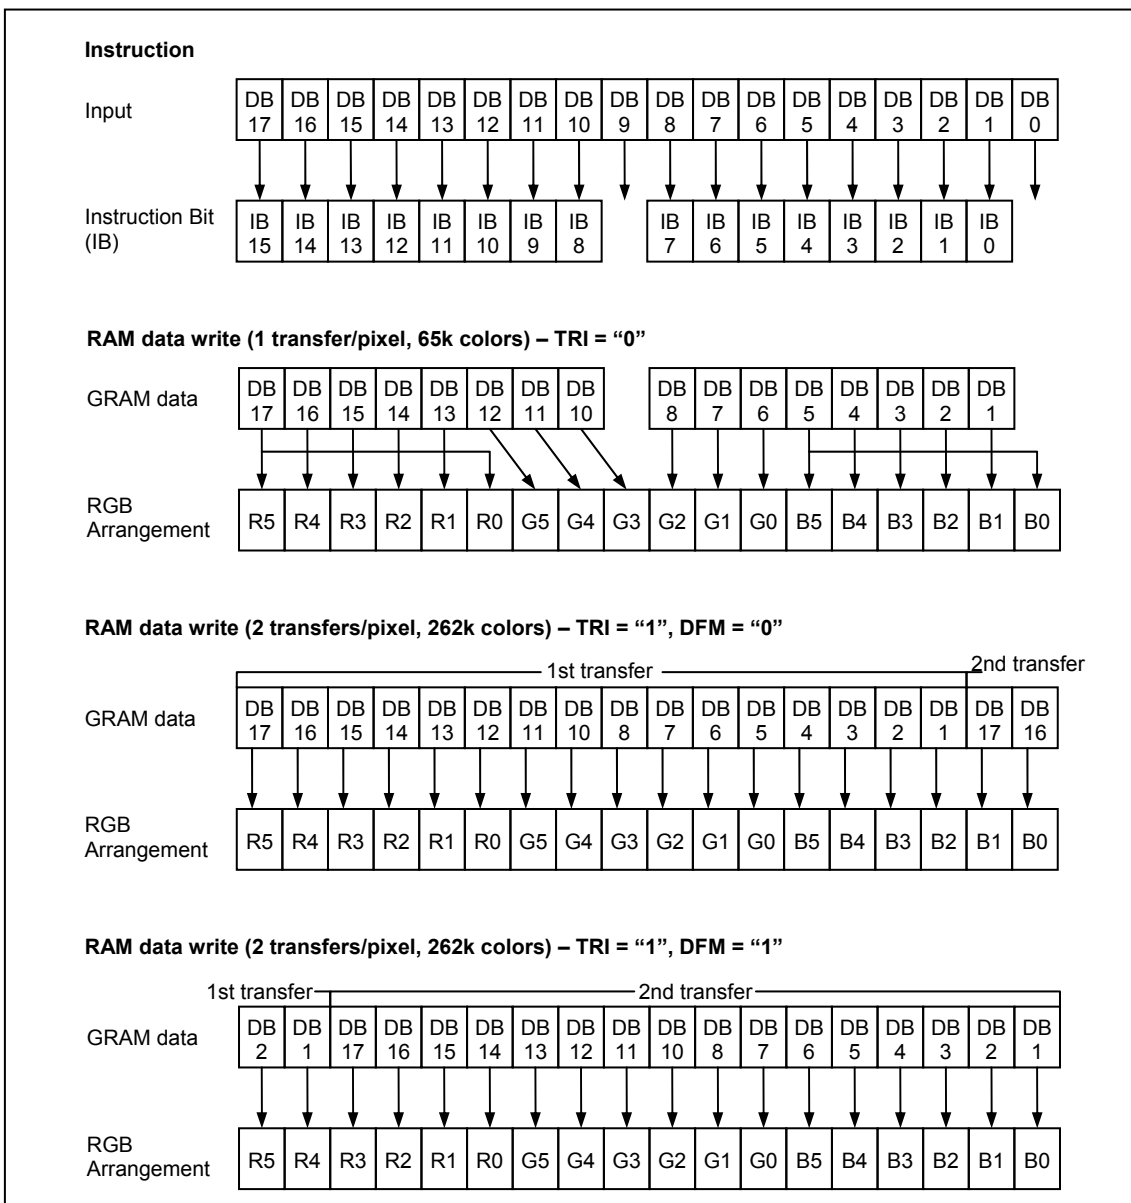 Instruction
Input DB 17 DB 16 DB 15 DB 14 DB 13 DB 12 DB 11 DB 10 DB 9 DB 8 DB 7 DB 6 DB 5 DB 4 DB 3 DB 2 DB 1 DB 0
Instruction Bit (IB) IB 15 IB 14 IB 13 IB 12 IB 11 IB 10 IB 9 IB 8 IB 7 IB 6 IB 5 IB 4 IB 3 IB 2 IB 1 IB 0
RAM data write (1 transfer/pixel, 65k colors) – TRI = “0”
GRAM data DB 17 DB 16 DB 15 DB 14 DB 13 DB 12 DB 11 DB 10 DB 8 DB 7 DB 6 DB 5 DB 4 DB 3 DB 2 DB 1
RGB Arrangement R5 R4 R3 R2 R1 R0 G5 G4 G3 G2 G1 G0 B5 B4 B3 B2 B1 B0
RAM data write (2 transfers/pixel, 262k colors) – TRI = “1”, DFM = “0”
1st transfer 2nd transfer
GRAM data DB 17 DB 16 DB 15 DB 14 DB 13 DB 12 DB 11 DB 10 DB 8 DB 7 DB 6 DB 5 DB 4 DB 3 DB 2 DB 1 DB 17 DB 16
RGB Arrangement R5 R4 R3 R2 R1 R0 G5 G4 G3 G2 G1 G0 B5 B4 B3 B2 B1 B0
RAM data write (2 transfers/pixel, 262k colors) – TRI = “1”, DFM = “1”
1st transfer 2nd transfer
GRAM data DB 2 DB 1 DB 17 DB 16 DB 15 DB 14 DB 13 DB 12 DB 11 DB 10 DB 8 DB 7 DB 6 DB 5 DB 4 DB 3 DB 2 DB 1
RGB Arrangement R5 R4 R3 R2 R1 R0 G5 G4 G3 G2 G1 G0 B5 B4 B3 B2 B1 B0